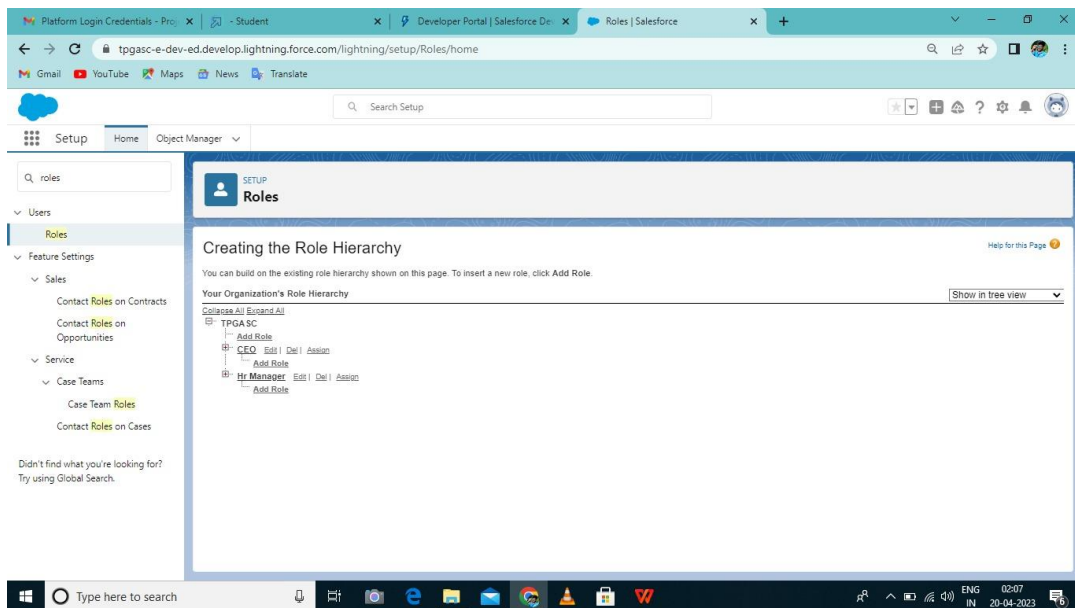 Platform Login Credentials - Proj
- Student
Developer Portal | Salesforce De
Roles | Salesforce
tpgasc-e-dev-ed.develop.lightning.force.com/lightning/setup/Roles/home
Gmail YouTube Maps News Translate
Search Setup
Setup Home Object Manager
roles
Users
Roles
Feature Settings
Sales
Contact Roles on Contracts
Contact Roles on
Opportunities
Service
Case Teams
Case Team Roles
Contact Roles on Cases
Didn't find what you're looking for?
Try using Global Search.
SETUP
Roles
Creating the Role Hierarchy
Help for this Page
You can build on the existing role hierarchy shown on this page. To insert a new role, click Add Role.
Your Organization's Role Hierarchy
Show in tree view
Collapse All Expand All
TPGASC
Add Role
CEO Edit | Del | Assign
Add Role
Hr Manager Edit | Del | Assign
Add Role
Type here to search
ENG 02:07
IN 20-04-2023
6